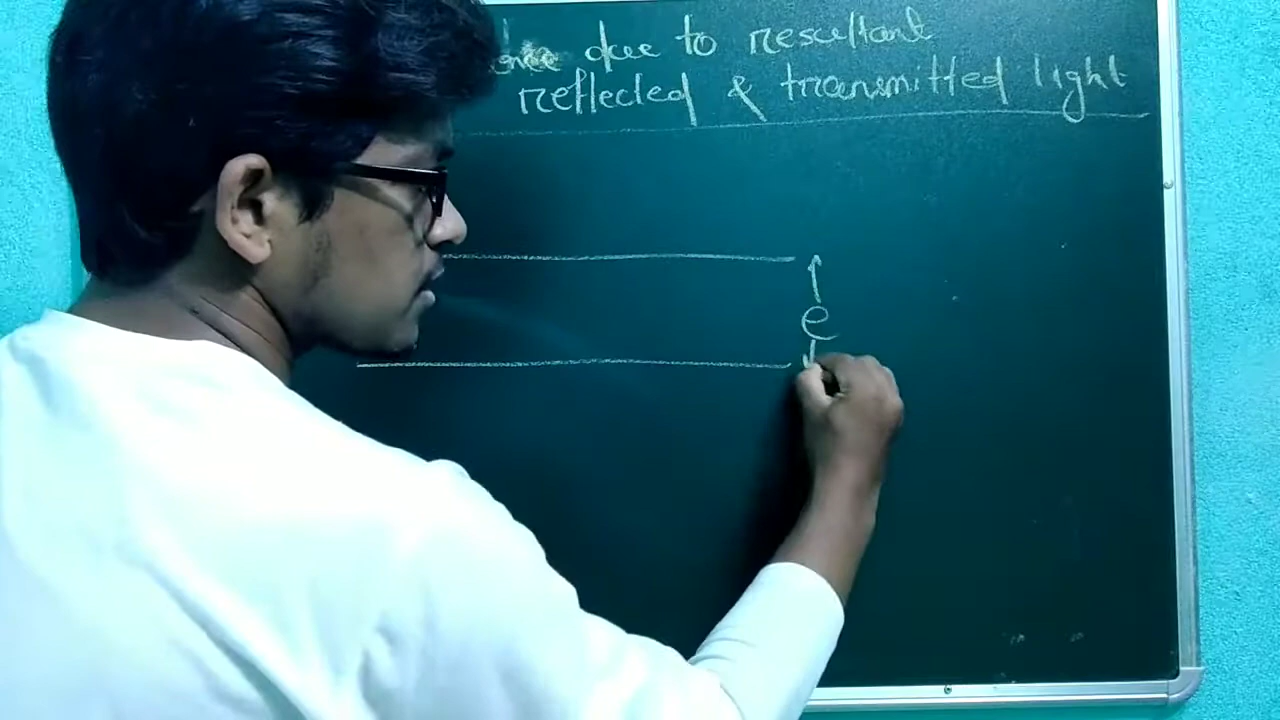 due to resultant
reflected & transmitted light
e